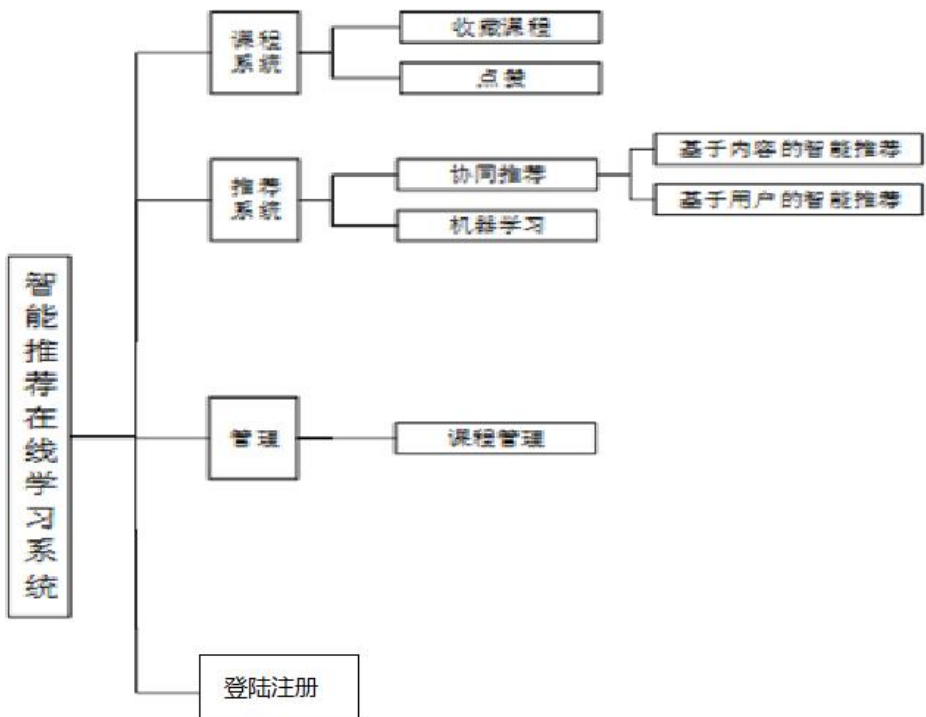 智能推荐在线学习系统
课程
系统
收藏课程
点赞
推荐
系统
协同推荐
机器学习
基于内容的智能推荐
基于用户的智能推荐
管理
课程管理
登陆注册